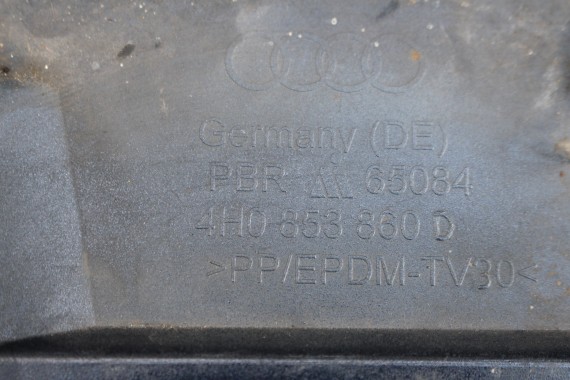 Germany (DE)
PBR 65084
4H0 853 860 D
>PP/EPDM-TV30<